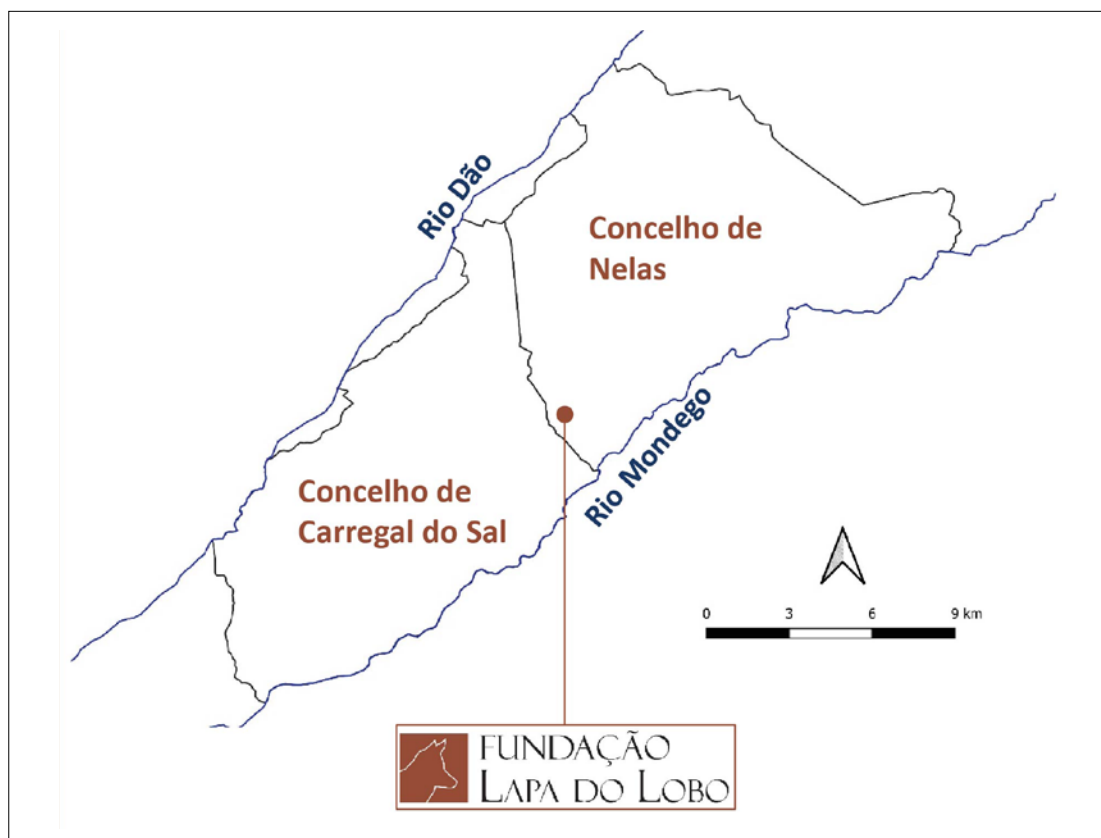 Rio Dão
Concelho de
Nelas
Rio Mondego
Concelho de
Carregal do Sal
0 3 6 9 km
FUNDAÇÃO
LAPA DO LOBO